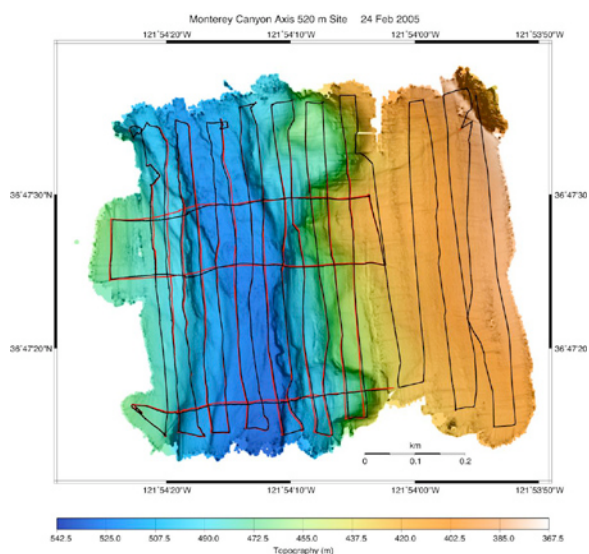 Monterey Canyon Axis 520 m Site 24 Feb 2005
121˚54'20"W 121˚54'10"W 121˚54'00"W 121˚53'50"W
36˚47'30" 36˚47'30"
36˚47'20" 36˚47'20"
km
0 0.1 0.2
121˚54'20"W 121˚54'10"W 121˚54'00"W 121˚53'50"W
542.5 525.0 507.5 490.0 472.5 455.0 437.5 420.0 402.5 385.0 367.5
Topography (m)